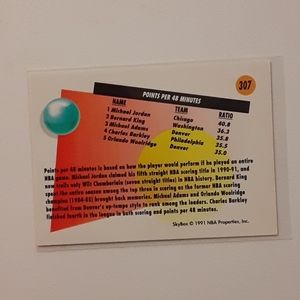 307
POINTS PER 48 MINUTES
NAME TEAM RATIO
1 Michael Jordan Chicago 40.8
2 Bernard King Washington 36.3
3 Michael Adams Denver 35.8
4 Charles Barkley Philadelphia 35.5
5 Orlando Woolridge Denver 35.0
Points per 48 minutes is based on how the player would perform if he played an entire
NBA game. Michael Jordan claimed his fifth straight NBA scoring title in 1990-91, and
now trails only Wilt Chamberlain (seven straight titles) in NBA history. Bernard King
spent the entire season among the top three in scoring as the former NBA scoring
champion (1984-85) brought back memories. Michael Adams and Orlando Woolridge
benefited from Denver's up-tempo style to rank among the leaders. Charles Barkley
finished fourth in the league in both scoring and points per 48 minutes.
SkyBox © 1991 NBA Properties, Inc.